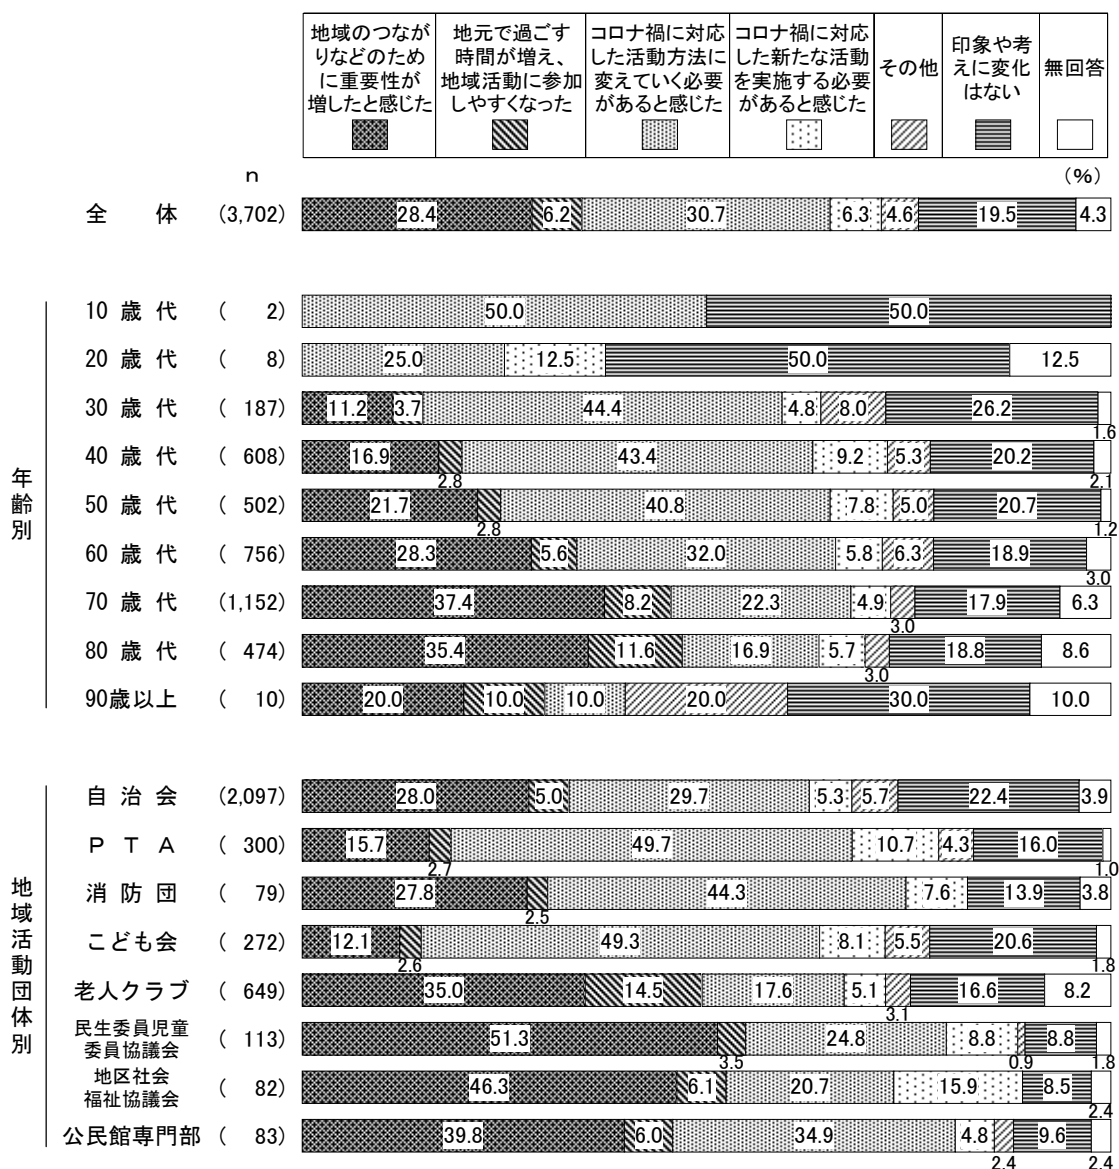 地域のつなが
りなどのため
に重要性が
増したと感じた
地元で過ごす
時間が増え、
地域活動に参加
しやすくなった
コロナ禍に対応
した活動方法に
変えていく必要
があると感じた
コロナ禍に対応
した新たな活動
を実施する必要
があると感じた
その他
印象や考
えに変化
はない
無回答
n
(%)
全 体 (3,702) 28.4 6.2 30.7 6.3 4.6 19.5 4.3
年齢別
10 歳 代 ( 2) 50.0 50.0
20 歳 代 ( 8) 25.0 12.5 50.0 12.5
30 歳 代 ( 187) 11.2 3.7 44.4 4.8 8.0 26.2 1.6
40 歳 代 ( 608) 16.9 2.8 43.4 9.2 5.3 20.2 2.1
50 歳 代 ( 502) 21.7 2.8 40.8 7.8 5.0 20.7 1.2
60 歳 代 ( 756) 28.3 5.6 32.0 5.8 6.3 18.9 3.0
70 歳 代 (1,152) 37.4 8.2 22.3 4.9 3.0 17.9 6.3
80 歳 代 ( 474) 35.4 11.6 16.9 5.7 3.0 18.8 8.6
90歳以上 ( 10) 20.0 10.0 10.0 20.0 30.0 10.0
地域活動団体別
自 治 会 (2,097) 28.0 5.0 29.7 5.3 5.7 22.4 3.9
P T A ( 300) 15.7 2.7 49.7 10.7 4.3 16.0 1.0
消 防 団 ( 79) 27.8 2.5 44.3 7.6 13.9 3.8
こども会 ( 272) 12.1 2.6 49.3 8.1 5.5 20.6 1.8
老人クラブ ( 649) 35.0 14.5 17.6 5.1 3.1 16.6 8.2
民生委員児童
委員協議会 ( 113) 51.3 3.5 24.8 8.8 0.9 8.8 1.8
地区社会
福祉協議会 ( 82) 46.3 6.1 20.7 15.9 8.5 2.4
公民館専門部 ( 83) 39.8 6.0 34.9 4.8 2.4 9.6 2.4